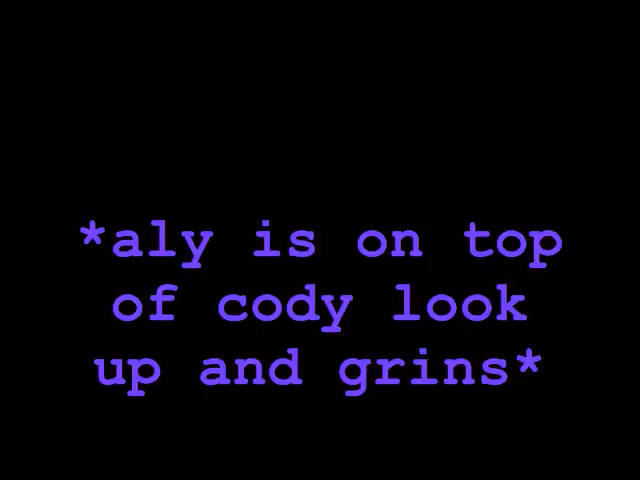 *aly is on top
of cody look
up and grins*